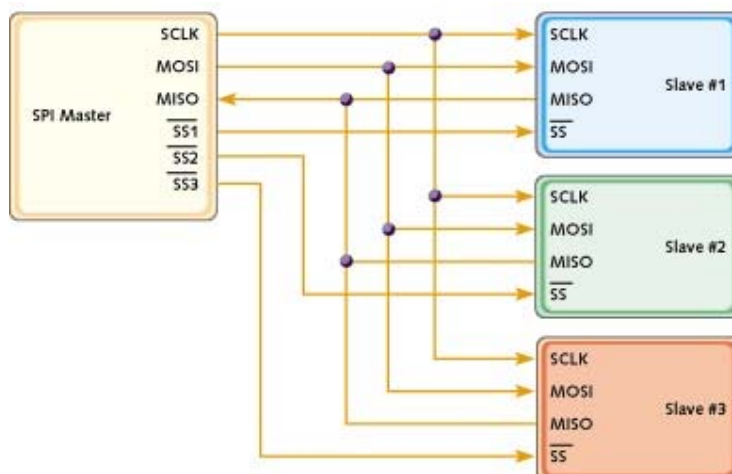 SPI Master
SCLK
MOSI
MISO
SS1
SS2
SS3
SCLK
MOSI
MISO
SS
Slave #1
SCLK
MOSI
MISO
SS
Slave #2
SCLK
MOSI
MISO
SS
Slave #3